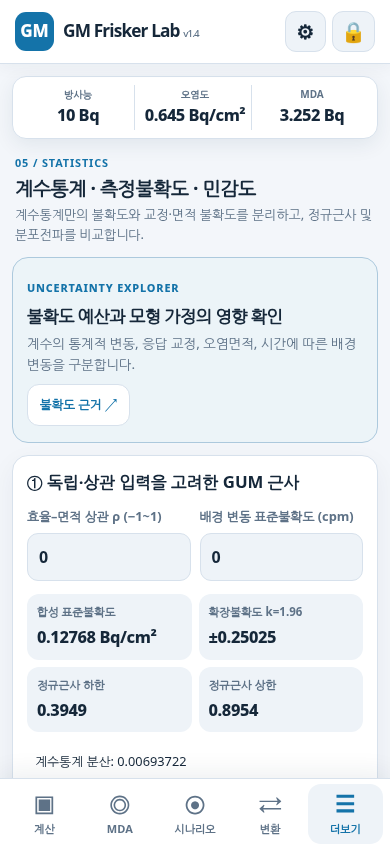 GM
GM Frisker Lab v1.4
방사능
오염도
MDA
10 Bq
0.645 Bq/cm²
3.252 Bq
05 / STATISTICS
계수통계 · 측정불확도 · 민감도
계수통계만의 불확도와 교정·면적 불확도를 분리하고, 정규근사 및
분포전파를 비교합니다.
UNCERTAINTY EXPLORER
불확도 예산과 모형 가정의 영향 확인
계수의 통계적 변동, 응답 교정, 오염면적, 시간에 따른 배경
변동을 구분합니다.
불확도 근거 ↗
① 독립·상관 입력을 고려한 GUM 근사
효율–면적 상관 ρ (−1~1)
배경 변동 표준불확도 (cpm)
0
0
합성 표준불확도
확장불확도 k=1.96
0.12768 Bq/cm²
±0.25025
정규근사 하한
정규근사 상한
0.3949
0.8954
계수통계 분산: 0.00693722
계산
MDA
시나리오
변환
더보기